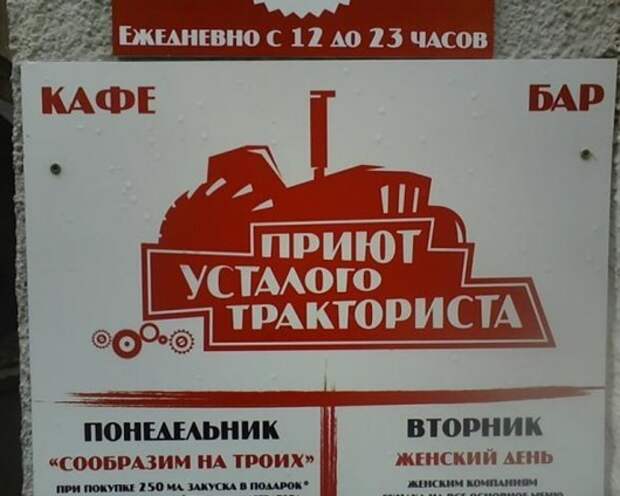 Ежедневно с 12 до 23 часов
КАФЕ
БАР
ПРИЮТ
УСТАЛОГО
ТРАКТОРИСТА
ПОНЕДЕЛЬНИК
«СООБРАЗИМ НА ТРОИХ»
ПРИ ПОКУПКЕ 250 МЛ ЗАКУСКА В ПОДАРОК*
ВТОРНИК
ЖЕНСКИЙ ДЕНЬ
ЖЕНСКИМ КОМПАНИЯМ